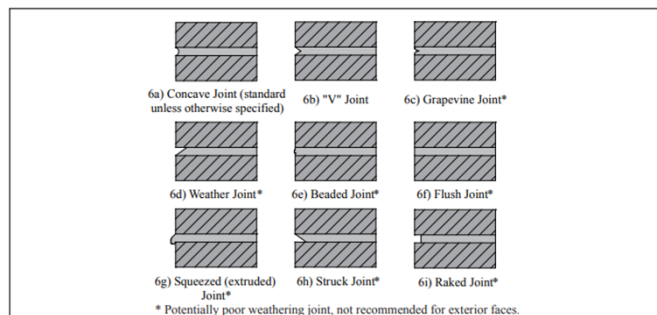 6a) Concave Joint (standard
unless otherwise specified)
6b) "V" Joint
6c) Grapevine Joint*
6d) Weather Joint*
6e) Beaded Joint*
6f) Flush Joint*
6g) Squeezed (extruded)
Joint*
6h) Struck Joint*
6i) Raked Joint*
* Potentially poor weathering joint, not recommended for exterior faces.